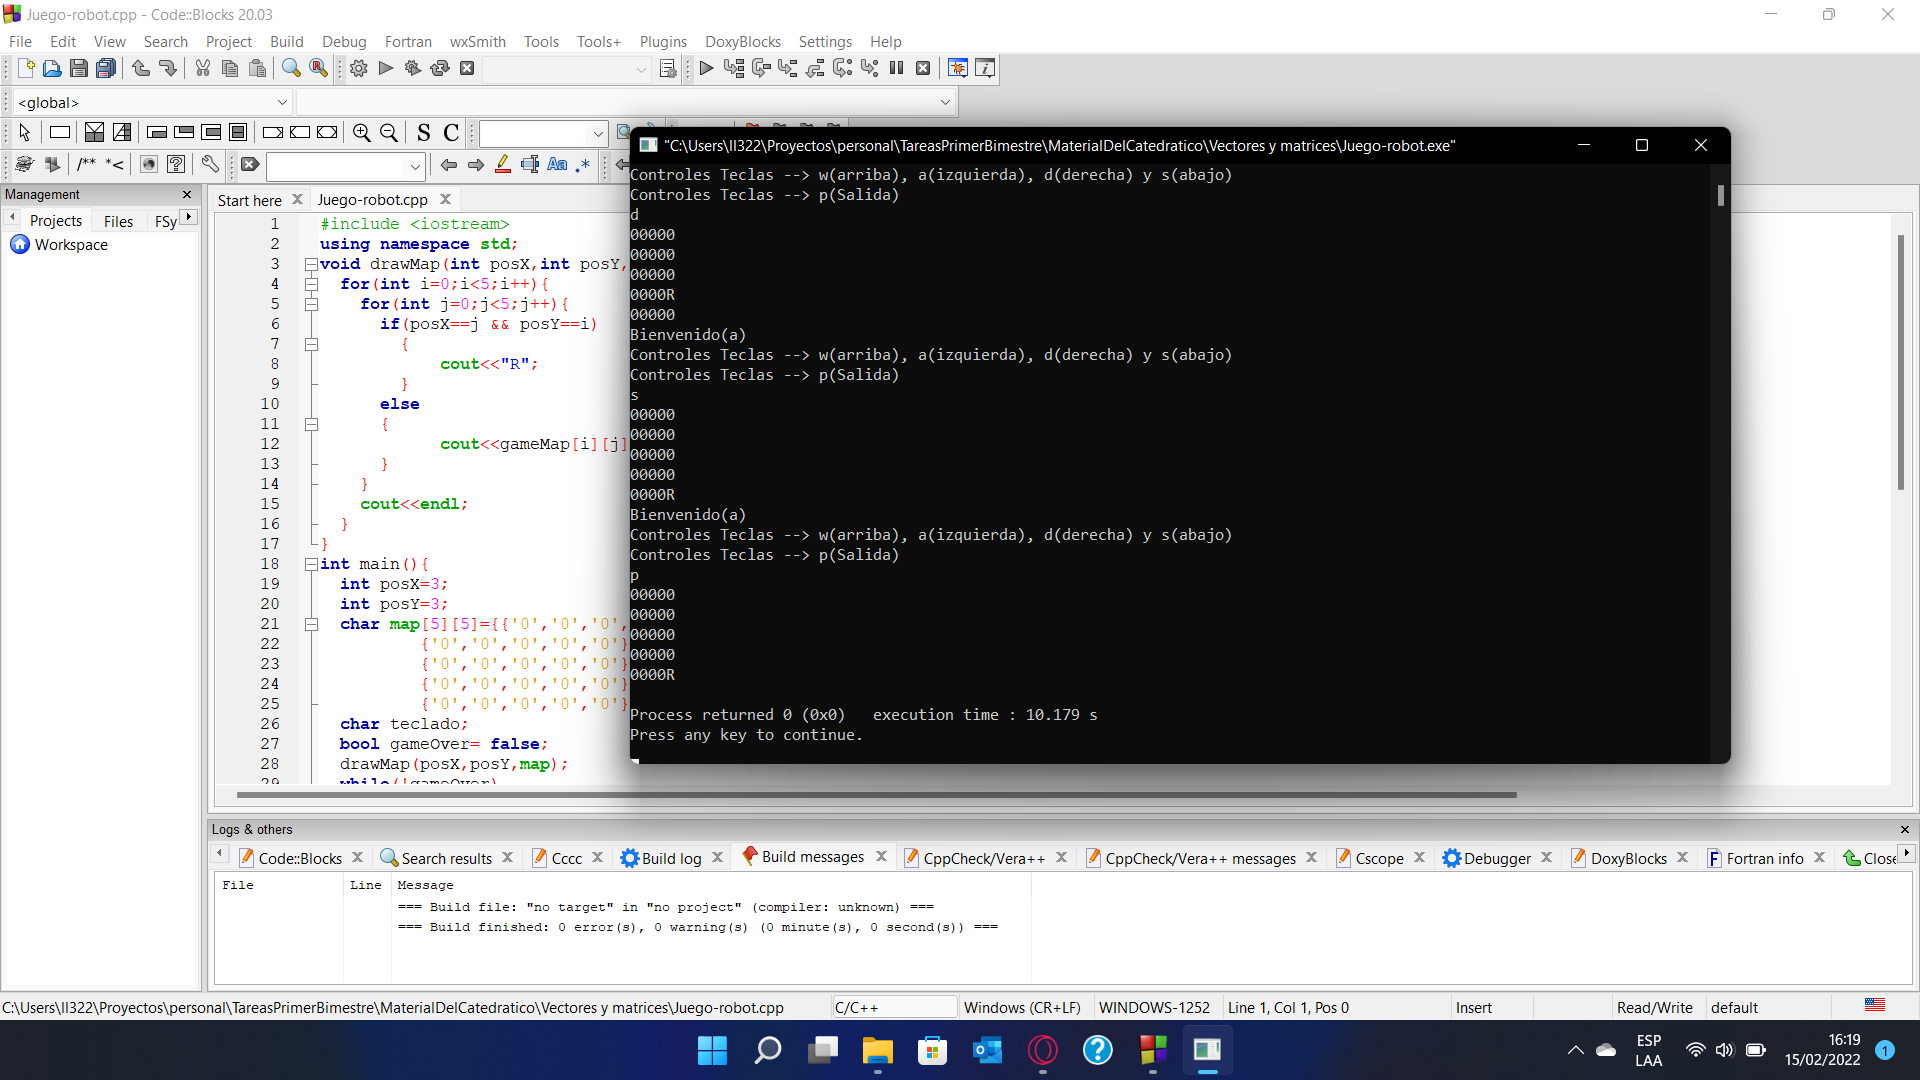 Juego-robot.cpp - Code::Blocks 20.03
File Edit View Search Project Build Debug Fortran wxSmith Tools Tools+ Plugins DoxyBlocks Settings Help
<global>
S C
/** *<
Aa .*
Management
Projects Files FSy
Workspace
Start here Juego-robot.cpp
1 #include <iostream>
2 using namespace std;
3 void drawMap(int posX,int posY,
4 for(int i=0;i<5;i++){
5 for(int j=0;j<5;j++){
6 if(posX==j && posY==i)
7 {
8 cout<<"R";
9 }
10 else
11 {
12 cout<<gameMap[i][j]
13 }
14 }
15 cout<<endl;
16 }
17 }
18 int main(){
19 int posX=3;
20 int posY=3;
21 char map[5][5]={{'0','0','0',
22 {'0','0','0','0','0'}
23 {'0','0','0','0','0'}
24 {'0','0','0','0','0'}
25 {'0','0','0','0','0'}
26 char teclado;
27 bool gameOver= false;
28 drawMap(posX,posY,map);
29 while(!gameOver)
"C:\Users\ll322\Proyectos\personal\TareasPrimerBimestre\MaterialDelCatedratico\Vectores y matrices\Juego-robot.exe"
Controles Teclas --> w(arriba), a(izquierda), d(derecha) y s(abajo)
Controles Teclas --> p(Salida)
d
00000
00000
00000
0000R
00000
Bienvenido(a)
Controles Teclas --> w(arriba), a(izquierda), d(derecha) y s(abajo)
Controles Teclas --> p(Salida)
s
00000
00000
00000
00000
0000R
Bienvenido(a)
Controles Teclas --> w(arriba), a(izquierda), d(derecha) y s(abajo)
Controles Teclas --> p(Salida)
p
00000
00000
00000
00000
0000R
Process returned 0 (0x0) execution time : 10.179 s
Press any key to continue.
Logs & others
Code::Blocks Search results Cccc Build log Build messages CppCheck/Vera++ CppCheck/Vera++ messages Cscope Debugger DoxyBlocks Fortran info Close
File Line Message
=== Build file: "no target" in "no project" (compiler: unknown) ===
=== Build finished: 0 error(s), 0 warning(s) (0 minute(s), 0 second(s)) ===
C:\Users\ll322\Proyectos\personal\TareasPrimerBimestre\MaterialDelCatedratico\Vectores y matrices\Juego-robot.cpp C/C++ Windows (CR+LF) WINDOWS-1252 Line 1, Col 1, Pos 0 Insert Read/Write default
ESP
LAA
16:19
15/02/2022
1